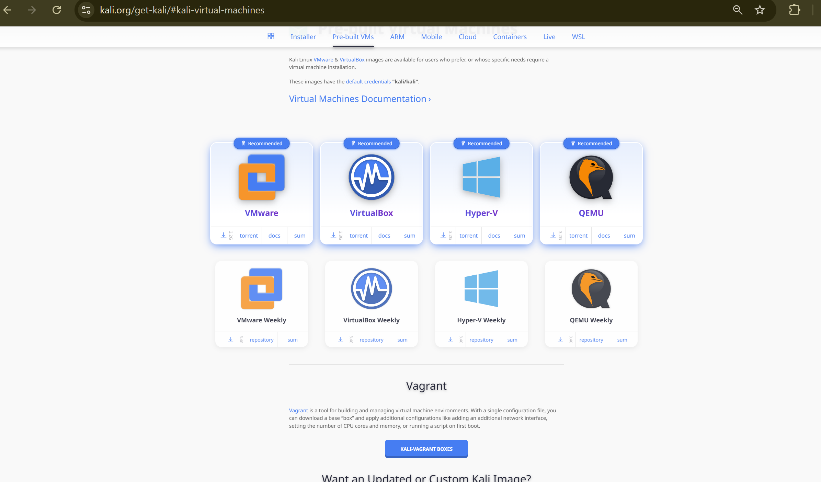 kali.org/get-kali/#kali-virtual-machines
Installer Pre-built VMs ARM Mobile Cloud Containers Live WSL
Kali Linux VMware & VirtualBox images are available for users who prefer, or whose specific needs require a
virtual machine installation.
These images have the default credentials "kali/kali".
Virtual Machines Documentation ›
Recommended Recommended Recommended Recommended
VMware VirtualBox Hyper-V QEMU
torrent docs sum torrent docs sum torrent docs sum torrent docs sum
VMware Weekly VirtualBox Weekly Hyper-V Weekly QEMU Weekly
repository sum repository sum repository sum repository sum
Vagrant
Vagrant is a tool for building and managing virtual machine environments. With a single configuration file, you
can download a base "box" and apply additional configurations like adding an additional network interface,
setting the number of CPU cores and memory, or running a script on first boot.
KALI-VAGRANT BOXES
Want an Updated or Custom Kali Image?